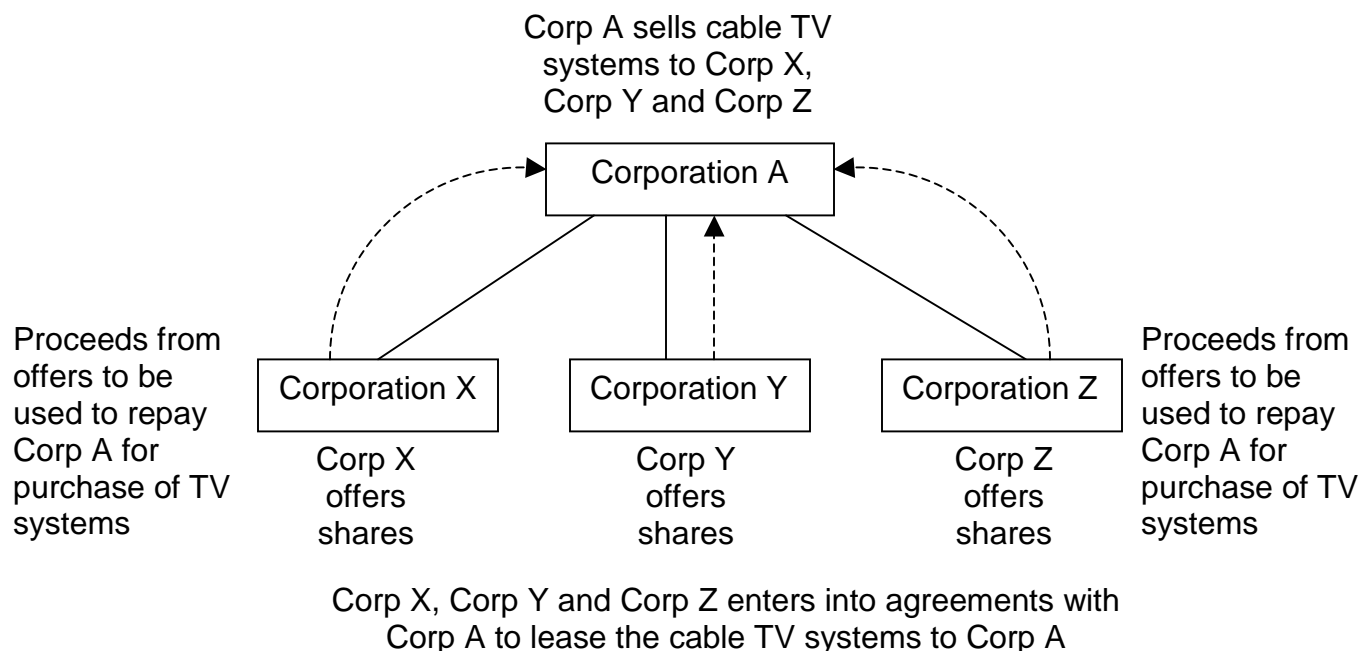 Corp A sells cable TV
systems to Corp X,
Corp Y and Corp Z
Corporation A
Proceeds from
offers to be
used to repay
Corp A for
purchase of TV
systems
Corporation X
Corp X
offers
shares
Corporation Y
Corp Y
offers
shares
Corporation Z
Corp Z
offers
shares
Proceeds from
offers to be
used to repay
Corp A for
purchase of TV
systems
Corp X, Corp Y and Corp Z enters into agreements with
Corp A to lease the cable TV systems to Corp A